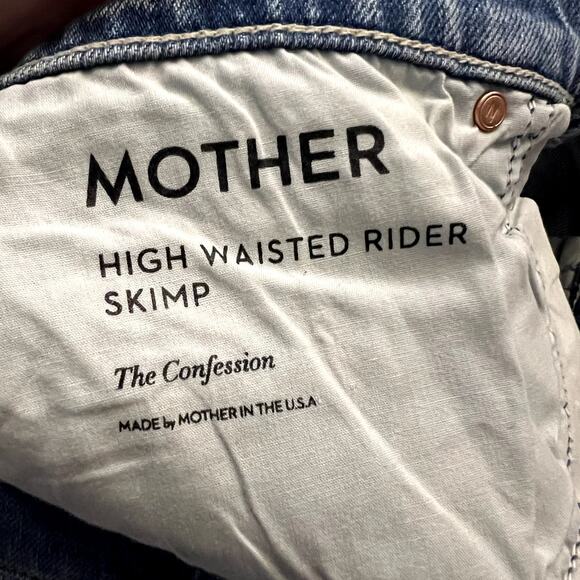 MOTHER
HIGH WAISTED RIDER
SKIMP
The Confession
MADE by MOTHER IN THE U.S.A